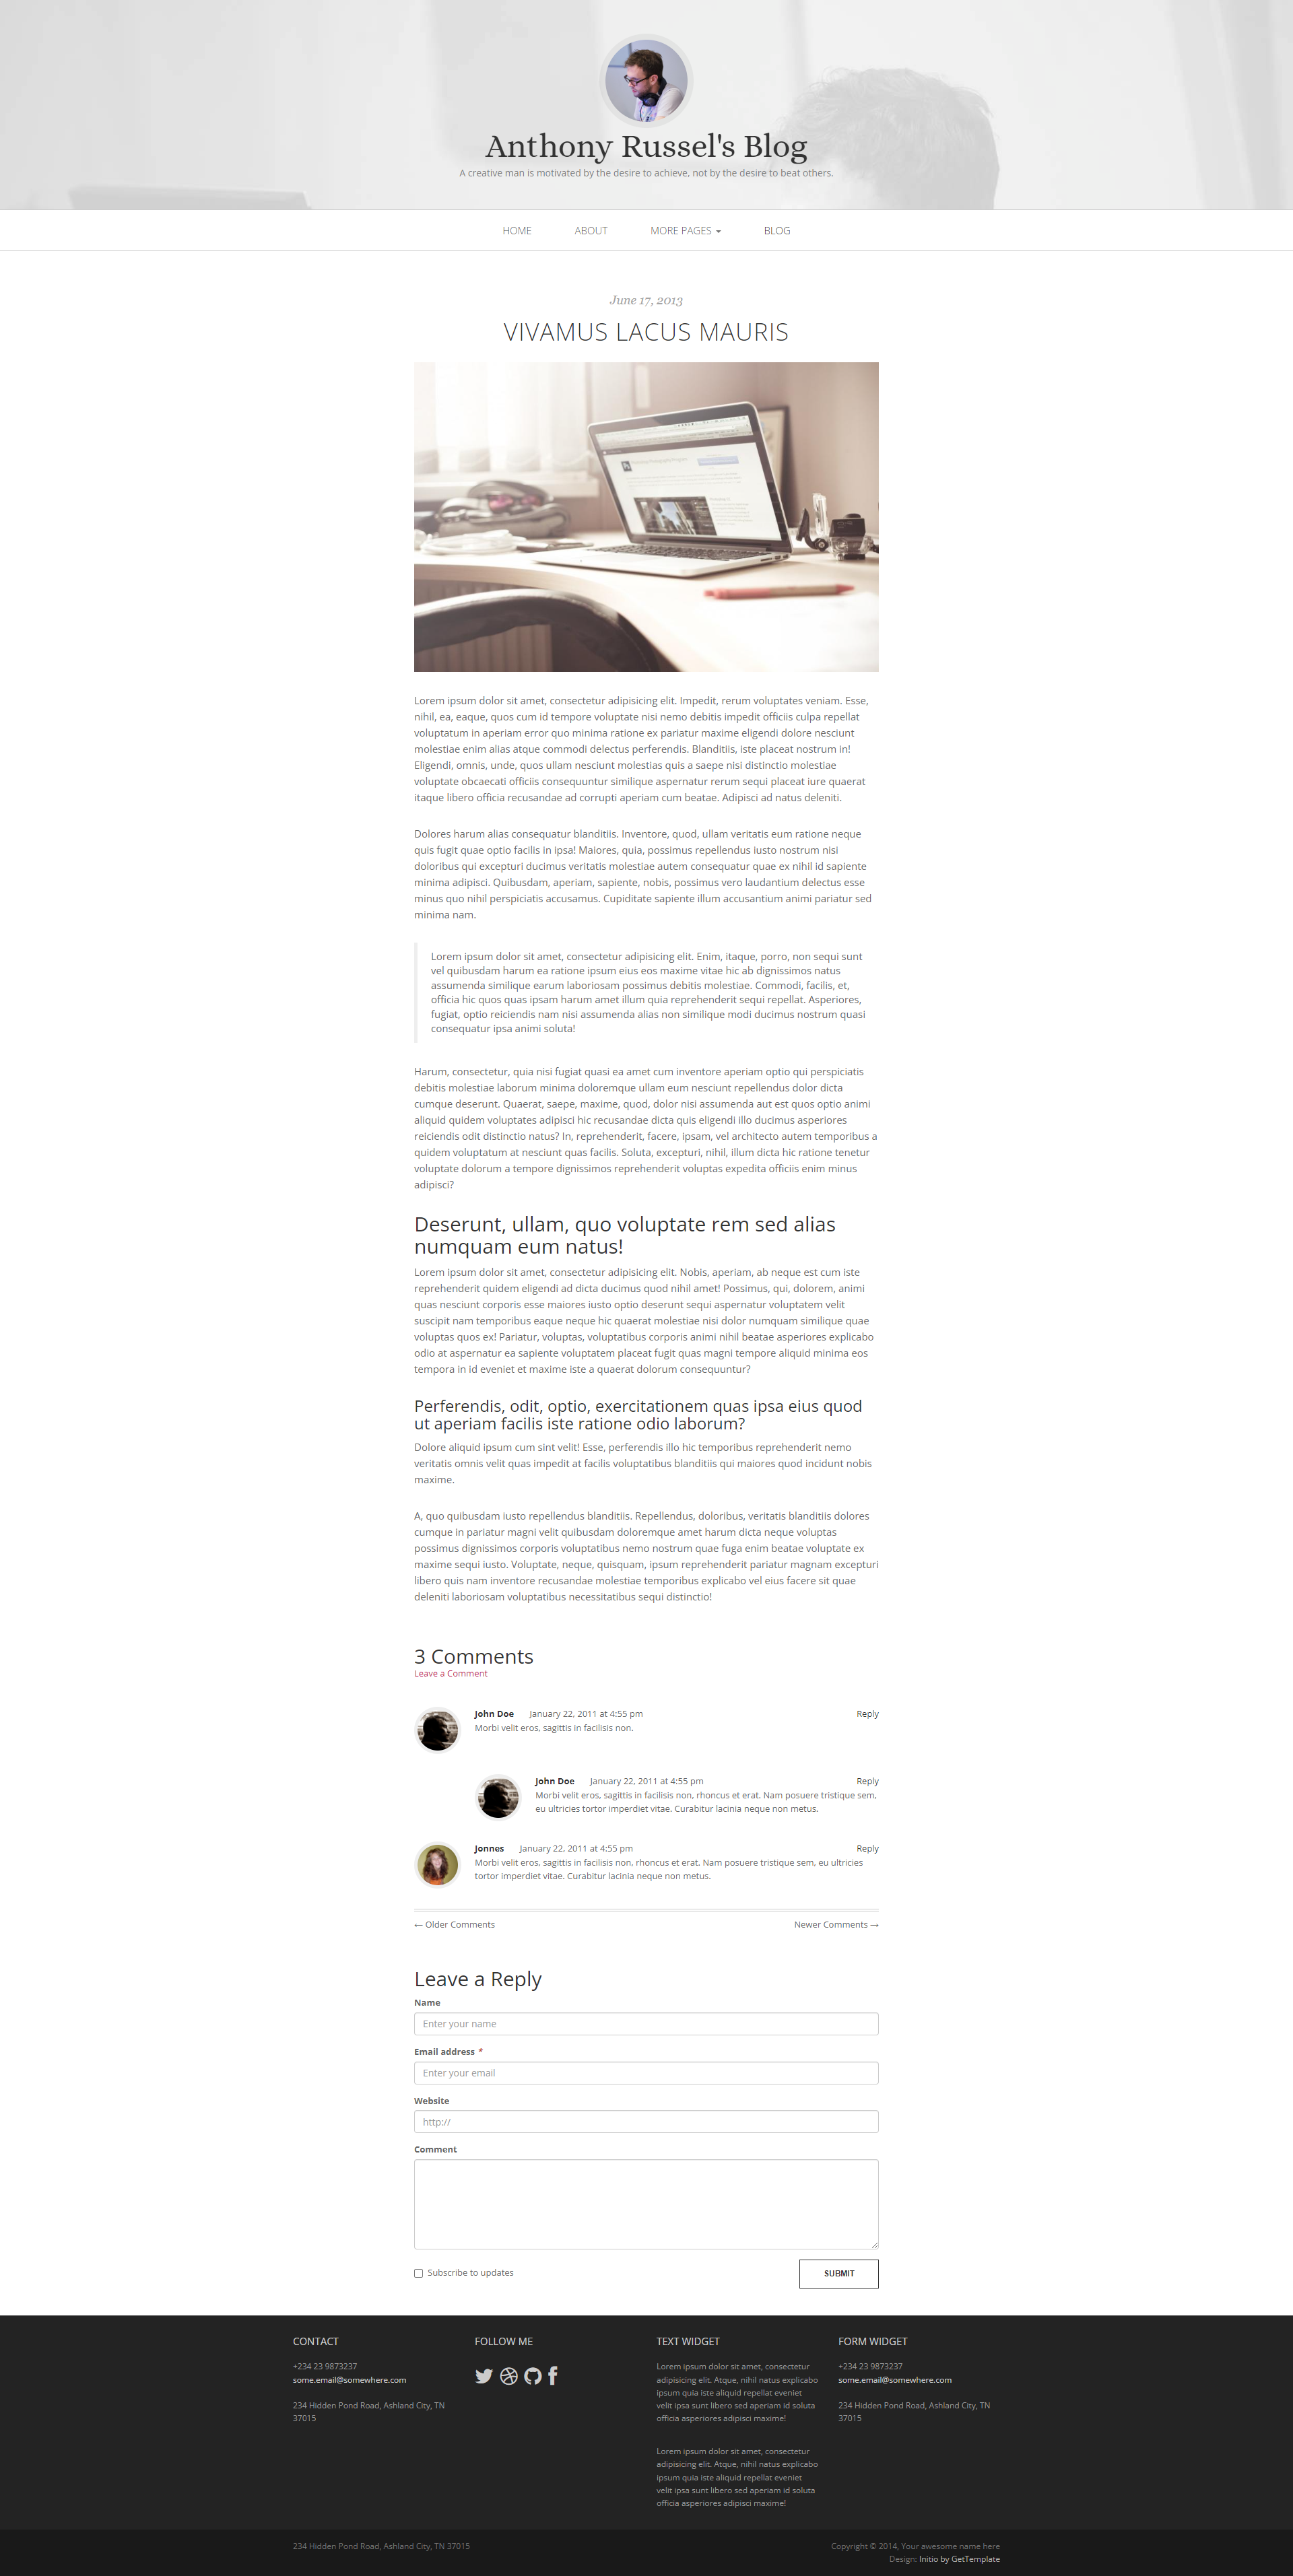 Anthony Russel's Blog
A creative man is motivated by the desire to achieve, not by the desire to beat others.
HOME ABOUT MORE PAGES BLOG
June 17, 2013
VIVAMUS LACUS MAURIS
Lorem ipsum dolor sit amet, consectetur adipisicing elit. Impedit, rerum voluptates veniam. Esse,
nihil, ea, eaque, quos cum id tempore voluptate nisi nemo debitis impedit officiis culpa repellat
voluptatum in aperiam error quo minima ratione ex pariatur maxime eligendi dolore nesciunt
molestiae enim alias atque commodi delectus perferendis. Blanditiis, iste placeat nostrum in!
Eligendi, omnis, unde, quos ullam nesciunt molestias quis a saepe nisi distinctio molestiae
voluptate obcaecati officiis consequuntur similique aspernatur rerum sequi placeat iure quaerat
itaque libero officia recusandae ad corrupti aperiam cum beatae. Adipisci ad natus deleniti.
Dolores harum alias consequatur blanditiis. Inventore, quod, ullam veritatis eum ratione neque
quis fugit quae optio facilis in ipsa! Maiores, quia, possimus repellendus iusto nostrum nisi
doloribus qui excepturi ducimus veritatis molestiae autem consequatur quae ex nihil id sapiente
minima adipisci. Quibusdam, aperiam, sapiente, nobis, possimus vero laudantium delectus esse
minus quo nihil perspiciatis accusamus. Cupiditate sapiente illum accusantium animi pariatur sed
minima nam.
Lorem ipsum dolor sit amet, consectetur adipisicing elit. Enim, itaque, porro, non sequi sunt
vel quibusdam harum ea ratione ipsum eius eos maxime vitae hic ab dignissimos natus
assumenda similique earum laboriosam possimus debitis molestiae. Commodi, facilis, et,
officia hic quos quas ipsam harum amet illum quia reprehenderit sequi repellat. Asperiores,
fugiat, optio reiciendis nam nisi assumenda alias non similique modi ducimus nostrum quasi
consequatur ipsa animi soluta!
Harum, consectetur, quia nisi fugiat quasi ea amet cum inventore aperiam optio qui perspiciatis
debitis molestiae laborum minima doloremque ullam eum nesciunt repellendus dolor dicta
cumque deserunt. Quaerat, saepe, maxime, quod, dolor nisi assumenda aut est quos optio animi
aliquid quidem voluptates adipisci hic recusandae dicta quis eligendi illo ducimus asperiores
reiciendis odit distinctio natus? In, reprehenderit, facere, ipsam, vel architecto autem temporibus a
quidem voluptatum at nesciunt quas facilis. Soluta, excepturi, nihil, illum dicta hic ratione tenetur
voluptate dolorum a tempore dignissimos reprehenderit voluptas expedita officiis enim minus
adipisci?
Deserunt, ullam, quo voluptate rem sed alias
numquam eum natus!
Lorem ipsum dolor sit amet, consectetur adipisicing elit. Nobis, aperiam, ab neque est cum iste
reprehenderit quidem eligendi ad dicta ducimus quod nihil amet! Possimus, qui, dolorem, animi
quas nesciunt corporis esse maiores iusto optio deserunt sequi aspernatur voluptatem velit
suscipit nam temporibus eaque neque hic quaerat molestiae nisi dolor numquam similique quae
voluptas quos ex! Pariatur, voluptas, voluptatibus corporis animi nihil beatae asperiores explicabo
odio at aspernatur ea sapiente voluptatem placeat fugit quas magni tempore aliquid minima eos
tempora in id eveniet et maxime iste a quaerat dolorum consequuntur?
Perferendis, odit, optio, exercitationem quas ipsa eius quod
ut aperiam facilis iste ratione odio laborum?
Dolore aliquid ipsum cum sint velit! Esse, perferendis illo hic temporibus reprehenderit nemo
veritatis omnis velit quas impedit at facilis voluptatibus blanditiis qui maiores quod incidunt nobis
maxime.
A, quo quibusdam iusto repellendus blanditiis. Repellendus, doloribus, veritatis blanditiis dolores
cumque in pariatur magni velit quibusdam doloremque amet harum dicta neque voluptas
possimus dignissimos corporis voluptatibus nemo nostrum quae fuga enim beatae voluptate ex
maxime sequi iusto. Voluptate, neque, quisquam, ipsum reprehenderit pariatur magnam excepturi
libero quis nam inventore recusandae molestiae temporibus explicabo vel eius facere sit quae
deleniti laboriosam voluptatibus necessitatibus sequi distinctio!
3 Comments
Leave a Comment
John Doe January 22, 2011 at 4:55 pm Reply
Morbi velit eros, sagittis in facilisis non.
John Doe January 22, 2011 at 4:55 pm Reply
Morbi velit eros, sagittis in facilisis non, rhoncus et erat. Nam posuere tristique sem,
eu ultricies tortor imperdiet vitae. Curabitur lacinia neque non metus.
Jonnes January 22, 2011 at 4:55 pm Reply
Morbi velit eros, sagittis in facilisis non, rhoncus et erat. Nam posuere tristique sem, eu ultricies
tortor imperdiet vitae. Curabitur lacinia neque non metus.
← Older Comments Newer Comments →
Leave a Reply
Name
Enter your name
Email address *
Enter your email
Website
http://
Comment
Subscribe to updates SUBMIT
CONTACT
+234 23 9873237
some.email@somewhere.com
234 Hidden Pond Road, Ashland City, TN
37015
FOLLOW ME
TEXT WIDGET
Lorem ipsum dolor sit amet, consectetur
adipisicing elit. Atque, nihil natus explicabo
ipsum quia iste aliquid repellat eveniet
velit ipsa sunt libero sed aperiam id soluta
officia asperiores adipisci maxime!
Lorem ipsum dolor sit amet, consectetur
adipisicing elit. Atque, nihil natus explicabo
ipsum quia iste aliquid repellat eveniet
velit ipsa sunt libero sed aperiam id soluta
officia asperiores adipisci maxime!
FORM WIDGET
+234 23 9873237
some.email@somewhere.com
234 Hidden Pond Road, Ashland City, TN
37015
234 Hidden Pond Road, Ashland City, TN 37015
Copyright © 2014, Your awesome name here
Design: Initio by GetTemplate